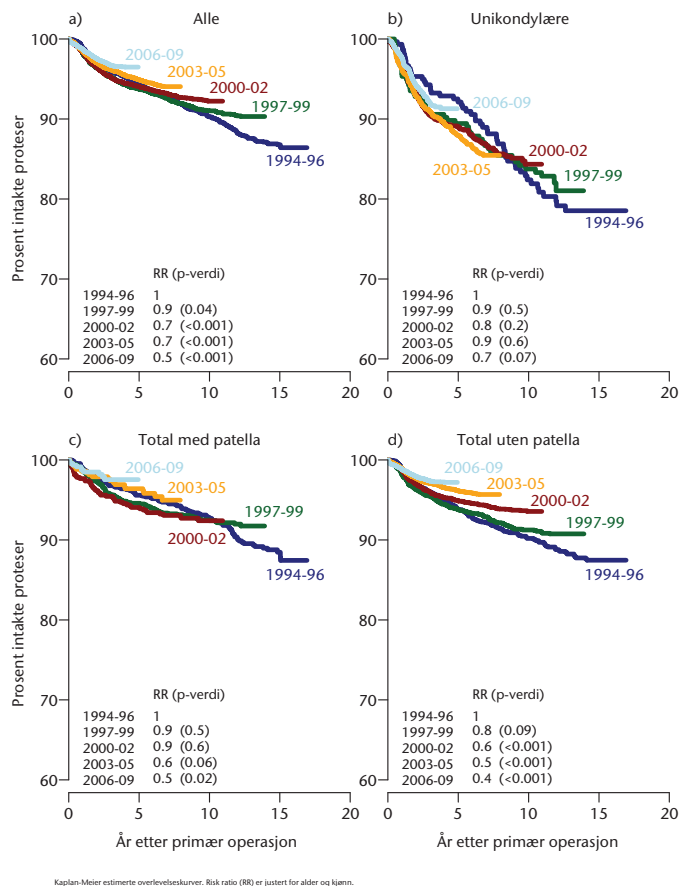 a) Alle
100
90
80
70
60
Prosent intakte proteser
2006-09
2003-05
2000-02
1997-99
1994-96
RR (p-verdi)
1994-96 1
1997-99 0.9 (0.04)
2000-02 0.7 (<0.001)
2003-05 0.7 (<0.001)
2006-09 0.5 (<0.001)
0 5 10 15 20
b) Unikondylære
100
90
80
70
60
2006-09
2000-02
2003-05
1997-99
1994-96
RR (p-verdi)
1994-96 1
1997-99 0.9 (0.5)
2000-02 0.8 (0.2)
2003-05 0.9 (0.6)
2006-09 0.7 (0.07)
0 5 10 15 20
c) Total med patella
100
90
80
70
60
Prosent intakte proteser
2006-09
2003-05
1997-99
2000-02
1994-96
RR (p-verdi)
1994-96 1
1997-99 0.9 (0.5)
2000-02 0.9 (0.6)
2003-05 0.6 (0.06)
2006-09 0.5 (0.02)
0 5 10 15 20
År etter primær operasjon
d) Total uten patella
100
90
80
70
60
2006-09
2003-05
2000-02
1997-99
1994-96
RR (p-verdi)
1994-96 1
1997-99 0.8 (0.09)
2000-02 0.6 (<0.001)
2003-05 0.5 (<0.001)
2006-09 0.4 (<0.001)
0 5 10 15 20
År etter primær operasjon
Kaplan-Meier estimerte overlevelseskurver. Risk ratio (RR) er justert for alder og kjønn.